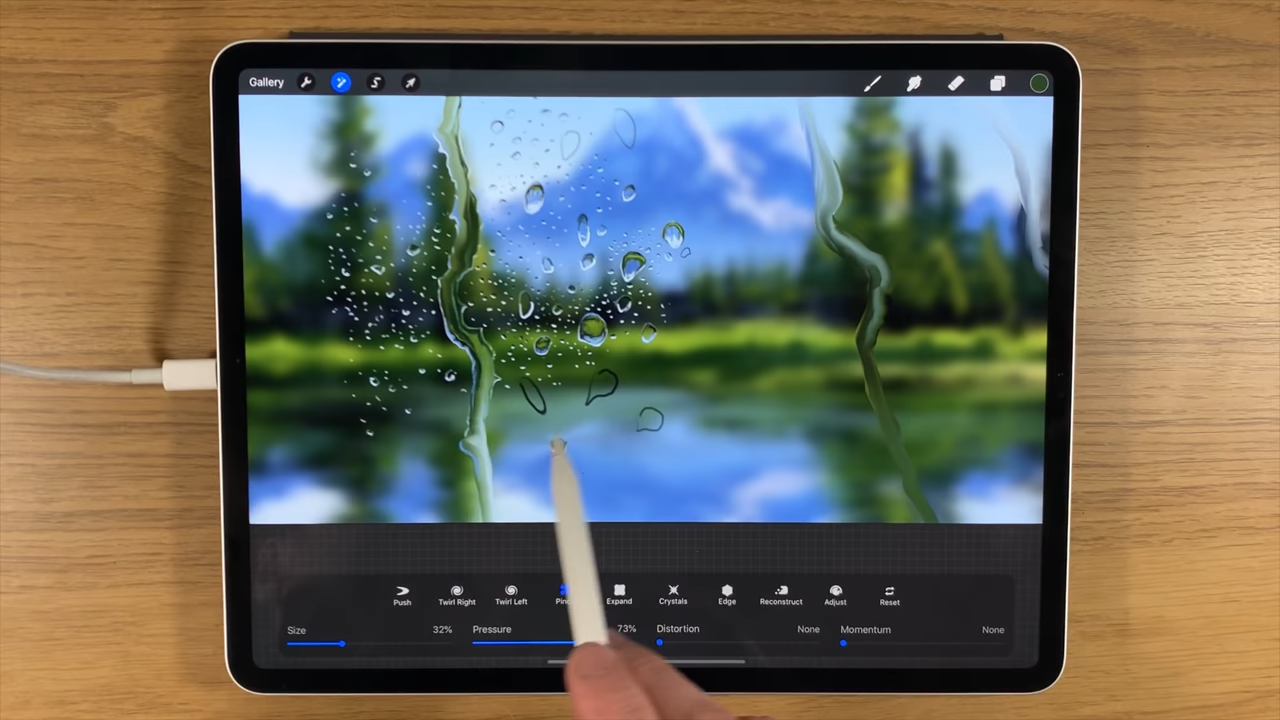 Gallery
Push Twirl Right Twirl Left Expand Crystals Edge Reconstruct Adjust Reset
Size 32% Pressure 73% Distortion None Momentum None